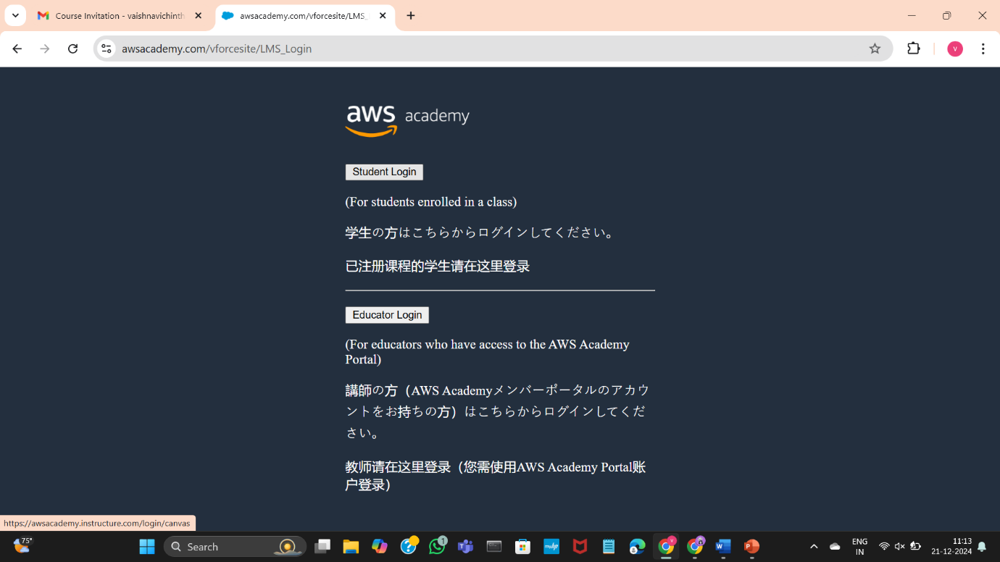 Course Invitation - vaishnavichinth
awsacademy.com/vforcesite/LMS_
awsacademy.com/vforcesite/LMS_Login
V
aws academy
Student Login
(For students enrolled in a class)
学生の方はこちらからログインしてください。
已注册课程的学生请在这里登录
Educator Login
(For educators who have access to the AWS Academy
Portal)
講師の方（AWS Academyメンバーポータルのアカウ
ントをお持ちの方）はこちらからログインしてくだ
さい。
教师请在这里登录（您需使用AWS Academy Portal账
户登录）
https://awsacademy.instructure.com/login/canvas
75°
Search
1
myhp
V
W
P
ENG
IN
11:13
21-12-2024